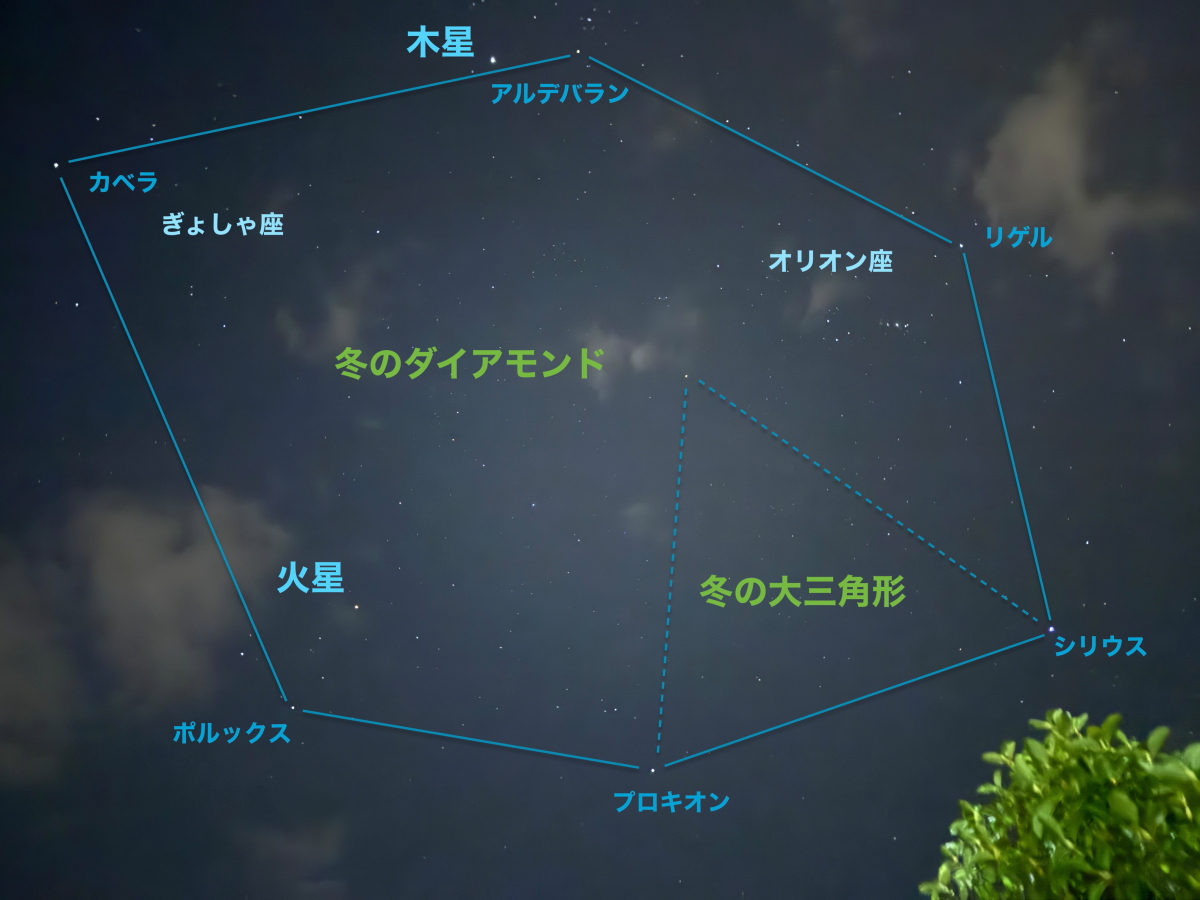 木星
アルデバラン
カペラ
ぎょしゃ座
リゲル
オリオン座
冬のダイアモンド
火星
冬の大三角形
シリウス
ポルックス
プロキオン